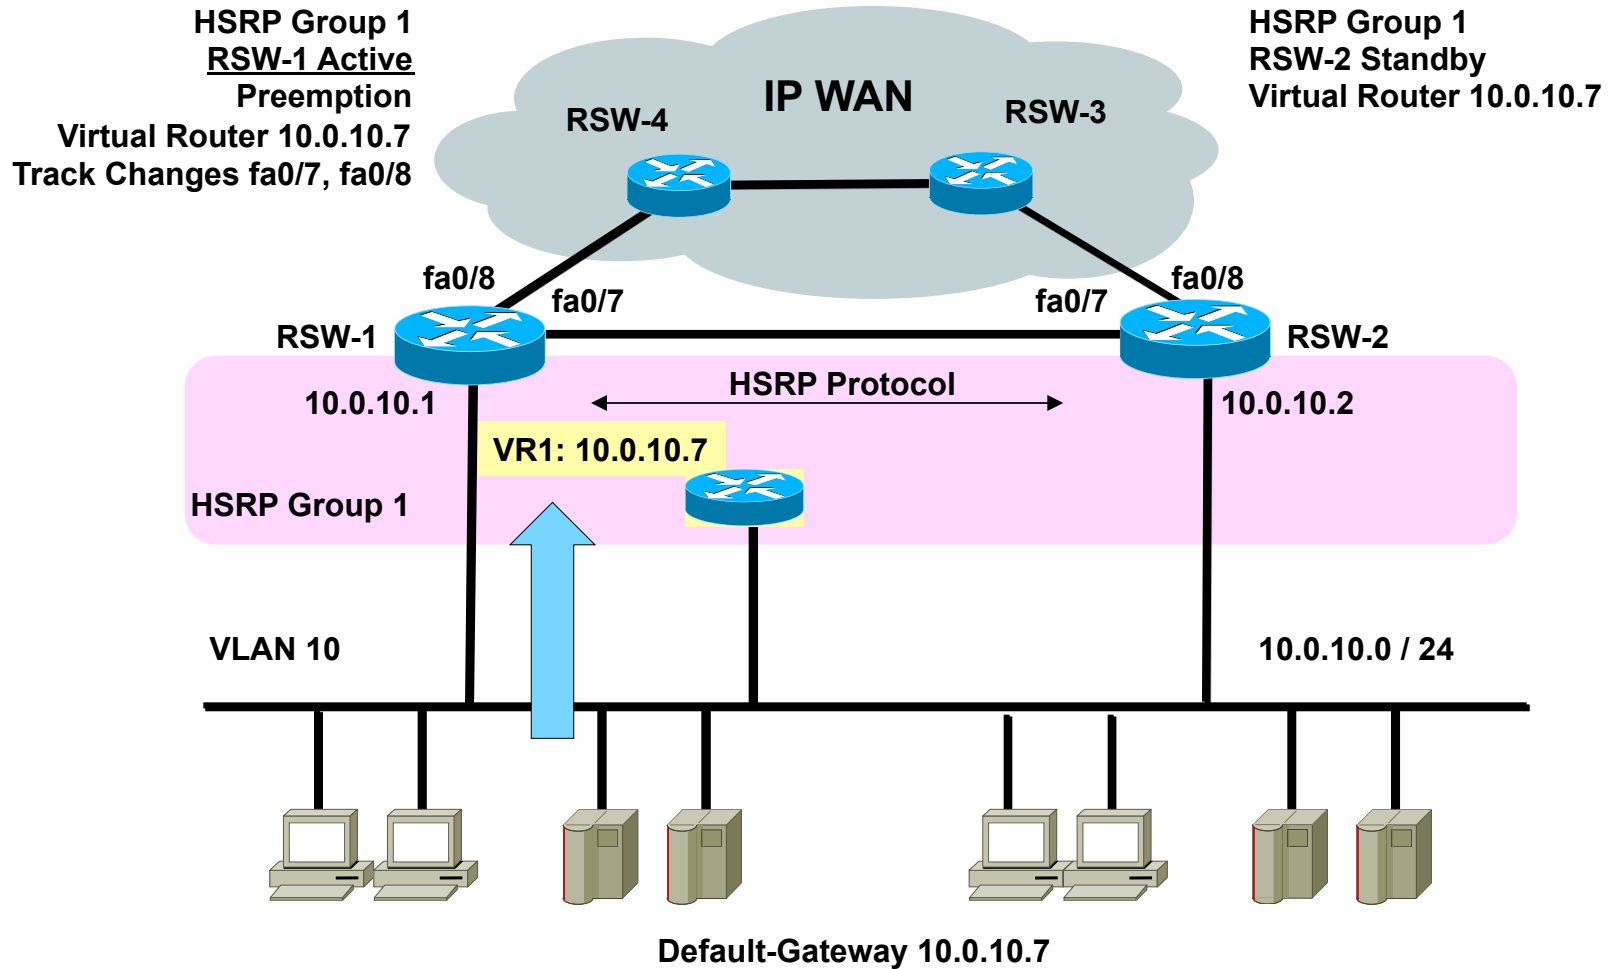 HSRP Group 1
RSW-1 Active
Preemption
Virtual Router 10.0.10.7
Track Changes fa0/7, fa0/8
HSRP Group 1
RSW-2 Standby
Virtual Router 10.0.10.7
IP WAN
RSW-4
RSW-3
fa0/8
fa0/7
fa0/7
fa0/8
RSW-1
RSW-2
HSRP Protocol
10.0.10.1
10.0.10.2
VR1: 10.0.10.7
HSRP Group 1
VLAN 10
10.0.10.0 / 24
Default-Gateway 10.0.10.7